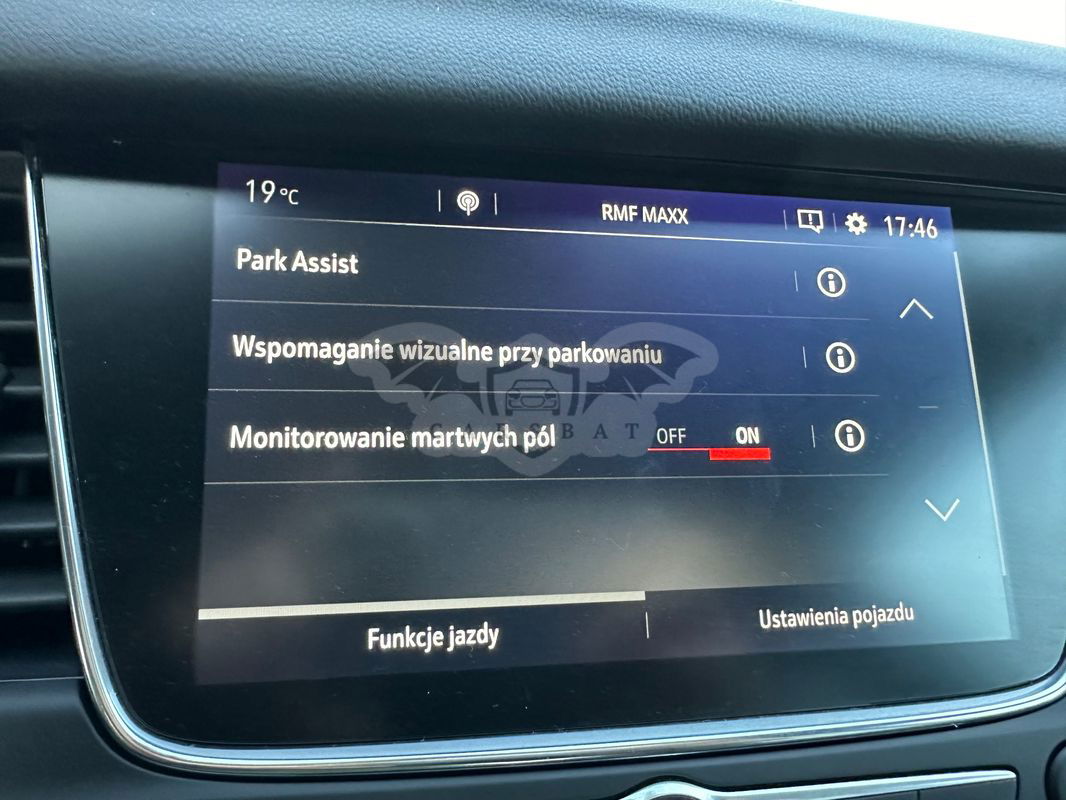 19 °C RMF MAXX 17:46
Park Assist
Wspomaganie wizualne przy parkowaniu
CARSBAT
Monitorowanie martwych pól OFF ON
Funkcje jazdy Ustawienia pojazdu